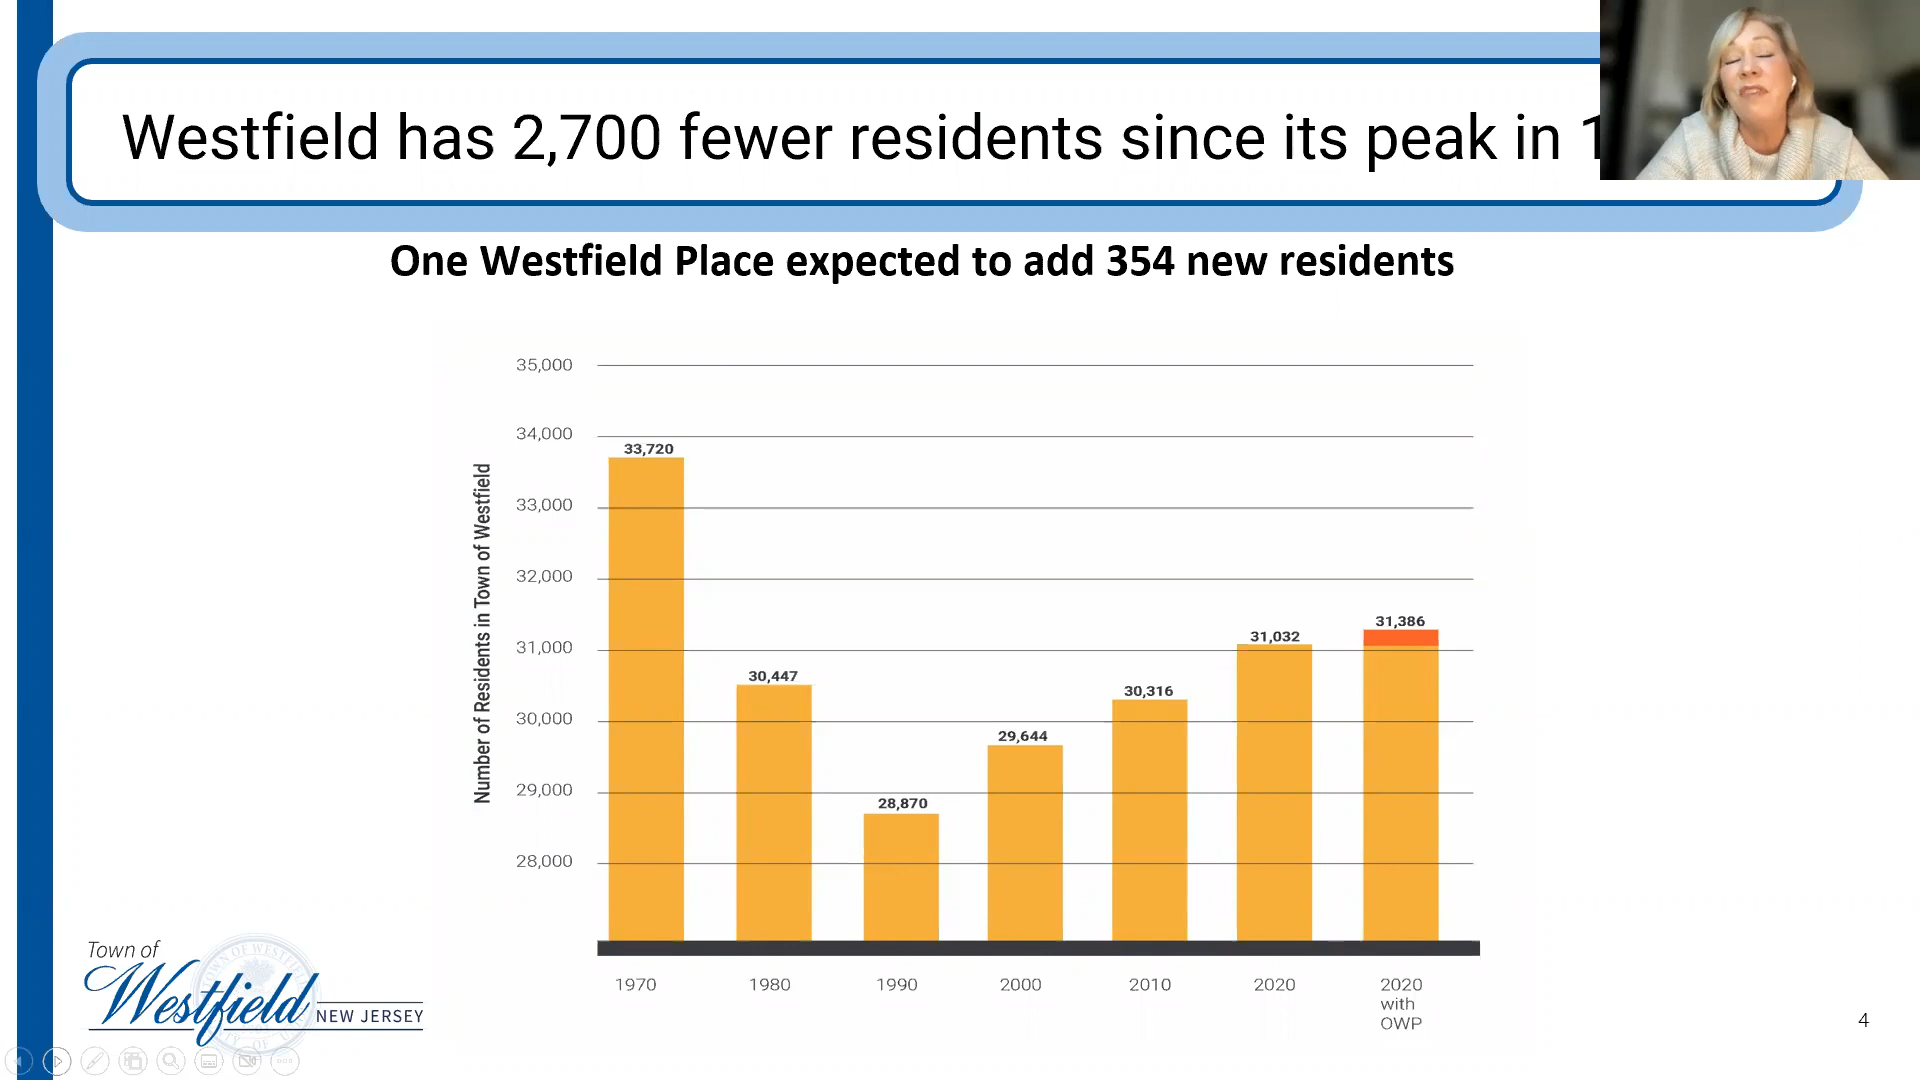 Westfield has 2,700 fewer residents since its peak in 1
One Westfield Place expected to add 354 new residents
Number of Residents in Town of Westfield
35,000
34,000
33,000
32,000
31,000
30,000
29,000
28,000
33,720
30,447
28,870
29,644
30,316
31,032
31,386
1970
1980
1990
2000
2010
2020
2020
with
OWP
Town of
Westfield
NEW JERSEY
4